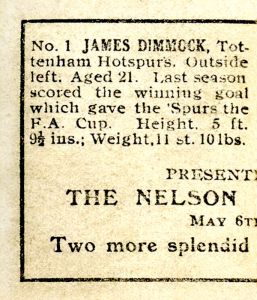 No. 1 JAMES DIMMOCK, Tot-
tenham Hotspurs. Outside
left. Aged 21. Last season
scored the winning goal
which gave the 'Spurs the
F.A. Cup. Height, 5 ft.
9½ ins.; Weight, 11 st. 10 lbs.
PRESENT
THE NELSON
MAY 6TH
Two more splendid